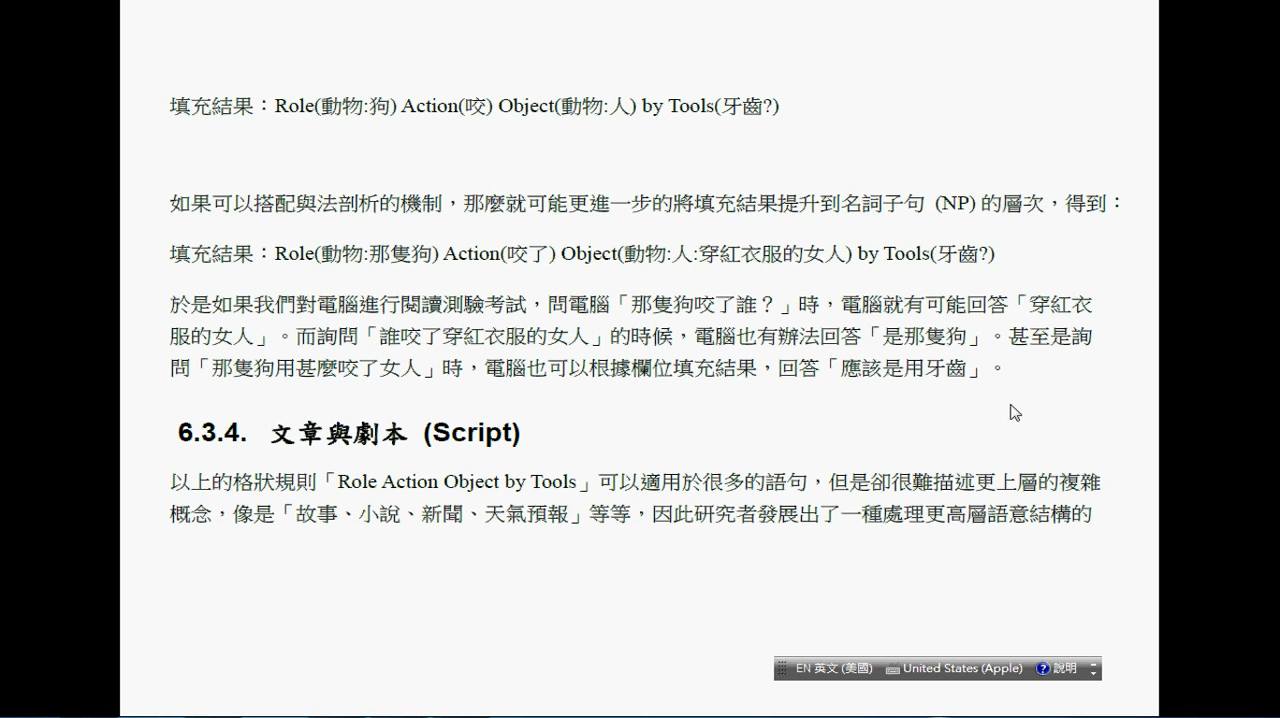 填充結果：Role(動物:狗) Action(咬) Object(動物:人) by Tools(牙齒?)
如果可以搭配與法剖析的機制，那麼就可能更進一步的將填充結果提升到名詞子句 (NP) 的層次，得到：
填充結果：Role(動物:那隻狗) Action(咬了) Object(動物:人:穿紅衣服的女人) by Tools(牙齒?)
於是如果我們對電腦進行閱讀測驗考試，問電腦「那隻狗咬了誰？」時，電腦就有可能回答「穿紅衣
服的女人」。而詢問「誰咬了穿紅衣服的女人」的時候，電腦也有辦法回答「是那隻狗」。甚至是詢
問「那隻狗用甚麼咬了女人」時，電腦也可以根據欄位填充結果，回答「應該是用牙齒」。
6.3.4. 文章與劇本 (Script)
以上的格狀規則「Role Action Object by Tools」可以適用於很多的語句，但是卻很難描述更上層的複雜
概念，像是「故事、小說、新聞、天氣預報」等等，因此研究者發展出了一種處理更高層語意結構的
EN 英文 (美國) United States (Apple) ? 說明